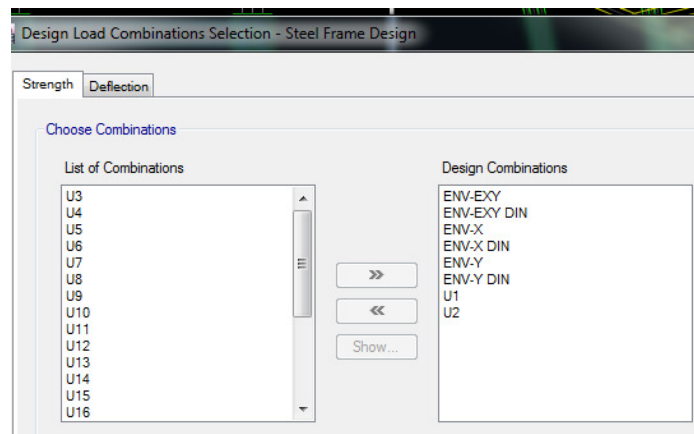 Design Load Combinations Selection - Steel Frame Design
Strength Deflection
Choose Combinations
List of Combinations
U3
U4
U5
U6
U7
U8
U9
U10
U11
U12
U13
U14
U15
U16
>>
<<
Show...
Design Combinations
ENV-EXY
ENV-EXY DIN
ENV-X
ENV-X DIN
ENV-Y
ENV-Y DIN
U1
U2